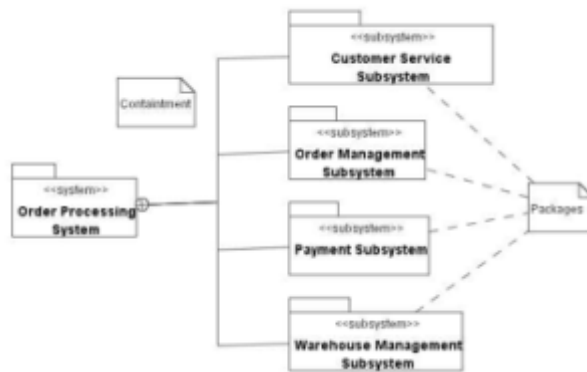 <<subsystem>>
Customer Service
Subsystem
Containtment
<<subsystem>>
Order Management
Subsystem
<<system>>
Order Processing
System
Packages
<<subsystem>>
Payment Subsystem
<<subsystem>>
Warehouse Management
Subsystem